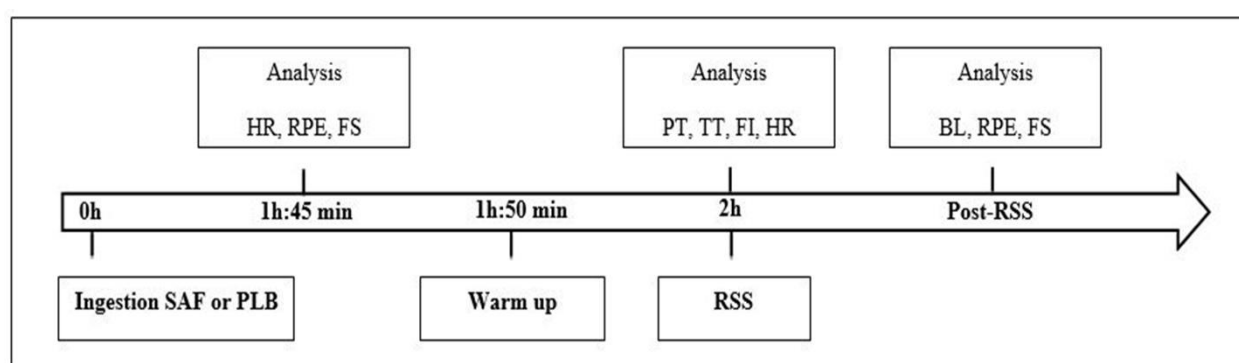 Analysis
HR, RPE, FS
Analysis
PT, TT, FI, HR
Analysis
BL, RPE, FS
0h
1h:45 min
1h:50 min
2h
Post-RSS
Ingestion SAF or PLB
Warm up
RSS